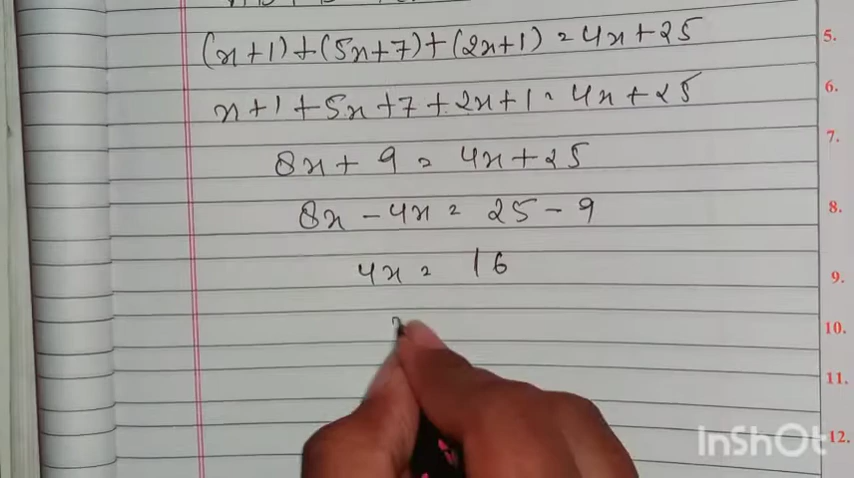 (x+1)+(5x+7)+(2x+1)=4x+25
x+1+5x+7+2x+1=4x+25
8x+9=4x+25
8x-4x=25-9
4x=16
5.
6.
7.
8.
9.
10.
11.
12.
InShOt